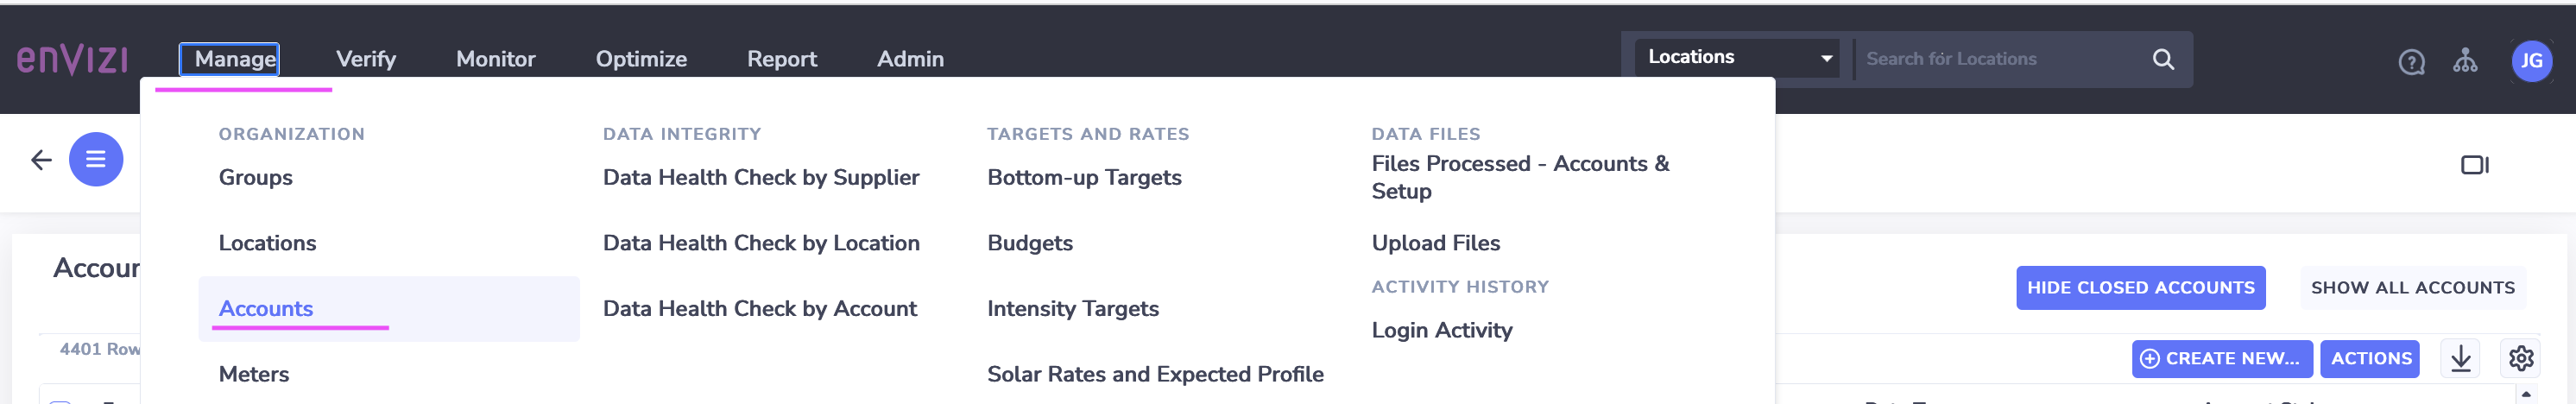 enVizi
Manage Verify Monitor Optimize Report Admin
Locations Search for Locations
JG
ORGANIZATION
Groups
Locations
Accounts
Meters
DATA INTEGRITY
Data Health Check by Supplier
Data Health Check by Location
Data Health Check by Account
TARGETS AND RATES
Bottom-up Targets
Budgets
Intensity Targets
Solar Rates and Expected Profile
DATA FILES
Files Processed - Accounts &
Setup
Upload Files
ACTIVITY HISTORY
Login Activity
Accoun
HIDE CLOSED ACCOUNTS SHOW ALL ACCOUNTS
4401 Row
CREATE NEW... ACTIONS